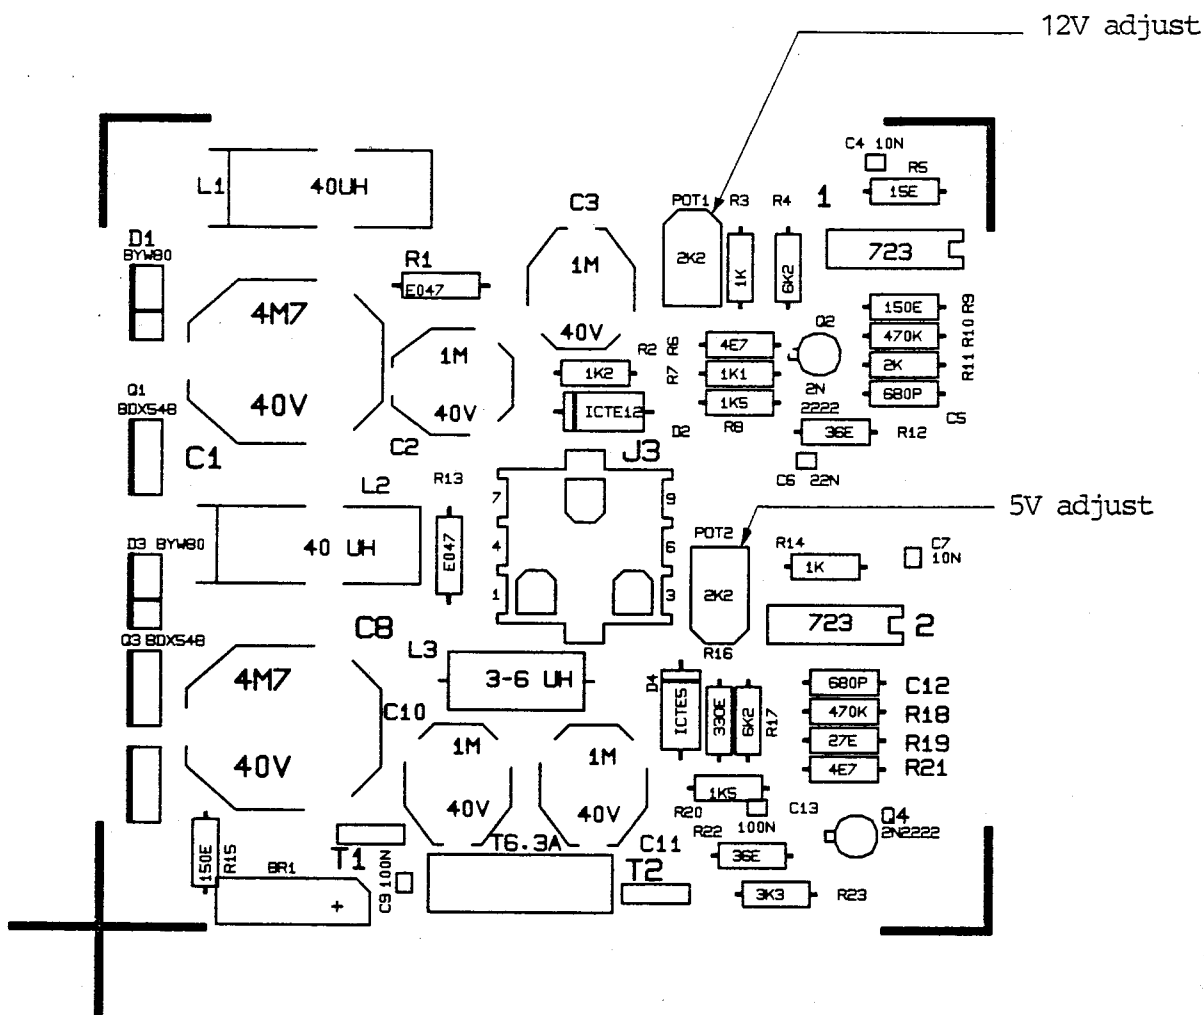 12V adjust
C4 10N
R5
15E
L1
40UH
C3
POT1
R3
R4
1
D1
BYW80
723
1M
2K2
1K
6K2
R1
E047
4M7
150E
R9
40V
Q2
470K
R10
1M
R2
R6
4E7
2K
R11
1K2
R7
1K1
680P
Q1
BDX54B
40V
40V
ICTE12
1K5
2N
2222
C5
D2
R8
36E
R12
C1
C2
J3
C6 22N
L2
R13
7
9
5V adjust
POT2
D3 BYW80
40 UH
E047
4
6
R14
C7
10N
1K
1
3
2K2
Q3 BDX54B
C8
723
2
L3
R16
4M7
3-6 UH
D4
ICTE5
330E
6K2
R17
680P
C12
C10
470K
R18
1M
1M
27E
R19
40V
4E7
R21
40V
40V
1K5
R20
C13
100N
Q4
2N2222
T6.3A
C11
R22
150E
R15
T1
36E
BR1
C9 100N
T2
+
3K3
R23